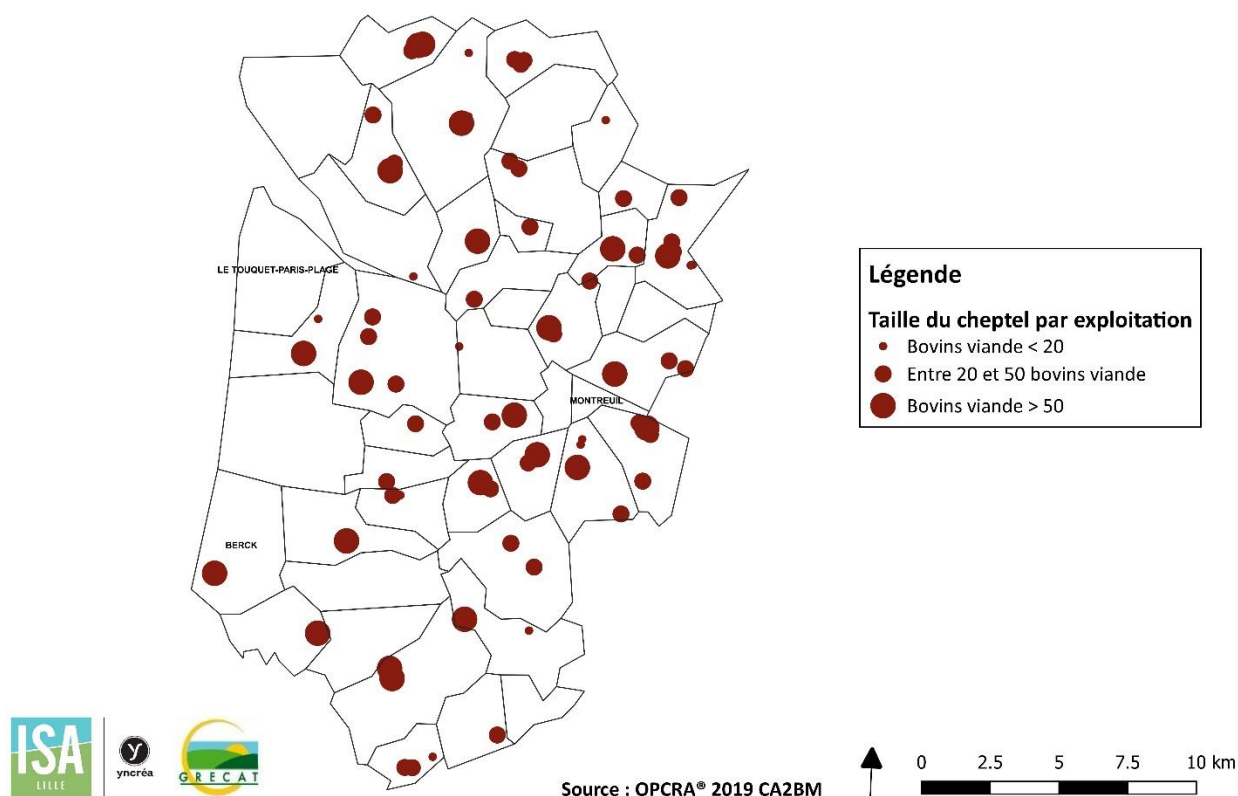 LE TOUQUET-PARIS-PLAGE
MONTREUIL
BERCK
Légende
Taille du cheptel par exploitation
Bovins viande < 20
Entre 20 et 50 bovins viande
Bovins viande > 50
ISA
LILLE
y
yncréa
GRECAT
Source : OPCRA® 2019 CA2BM
0 2.5 5 7.5 10 km